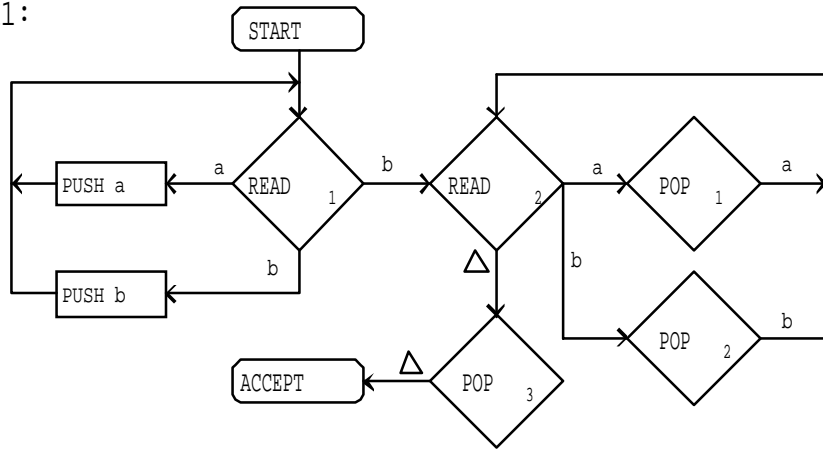 1:
START
a
b
a
a
PUSH a
READ 1
READ 2
POP 1
b
Δ
b
PUSH b
b
POP 2
Δ
ACCEPT
POP 3